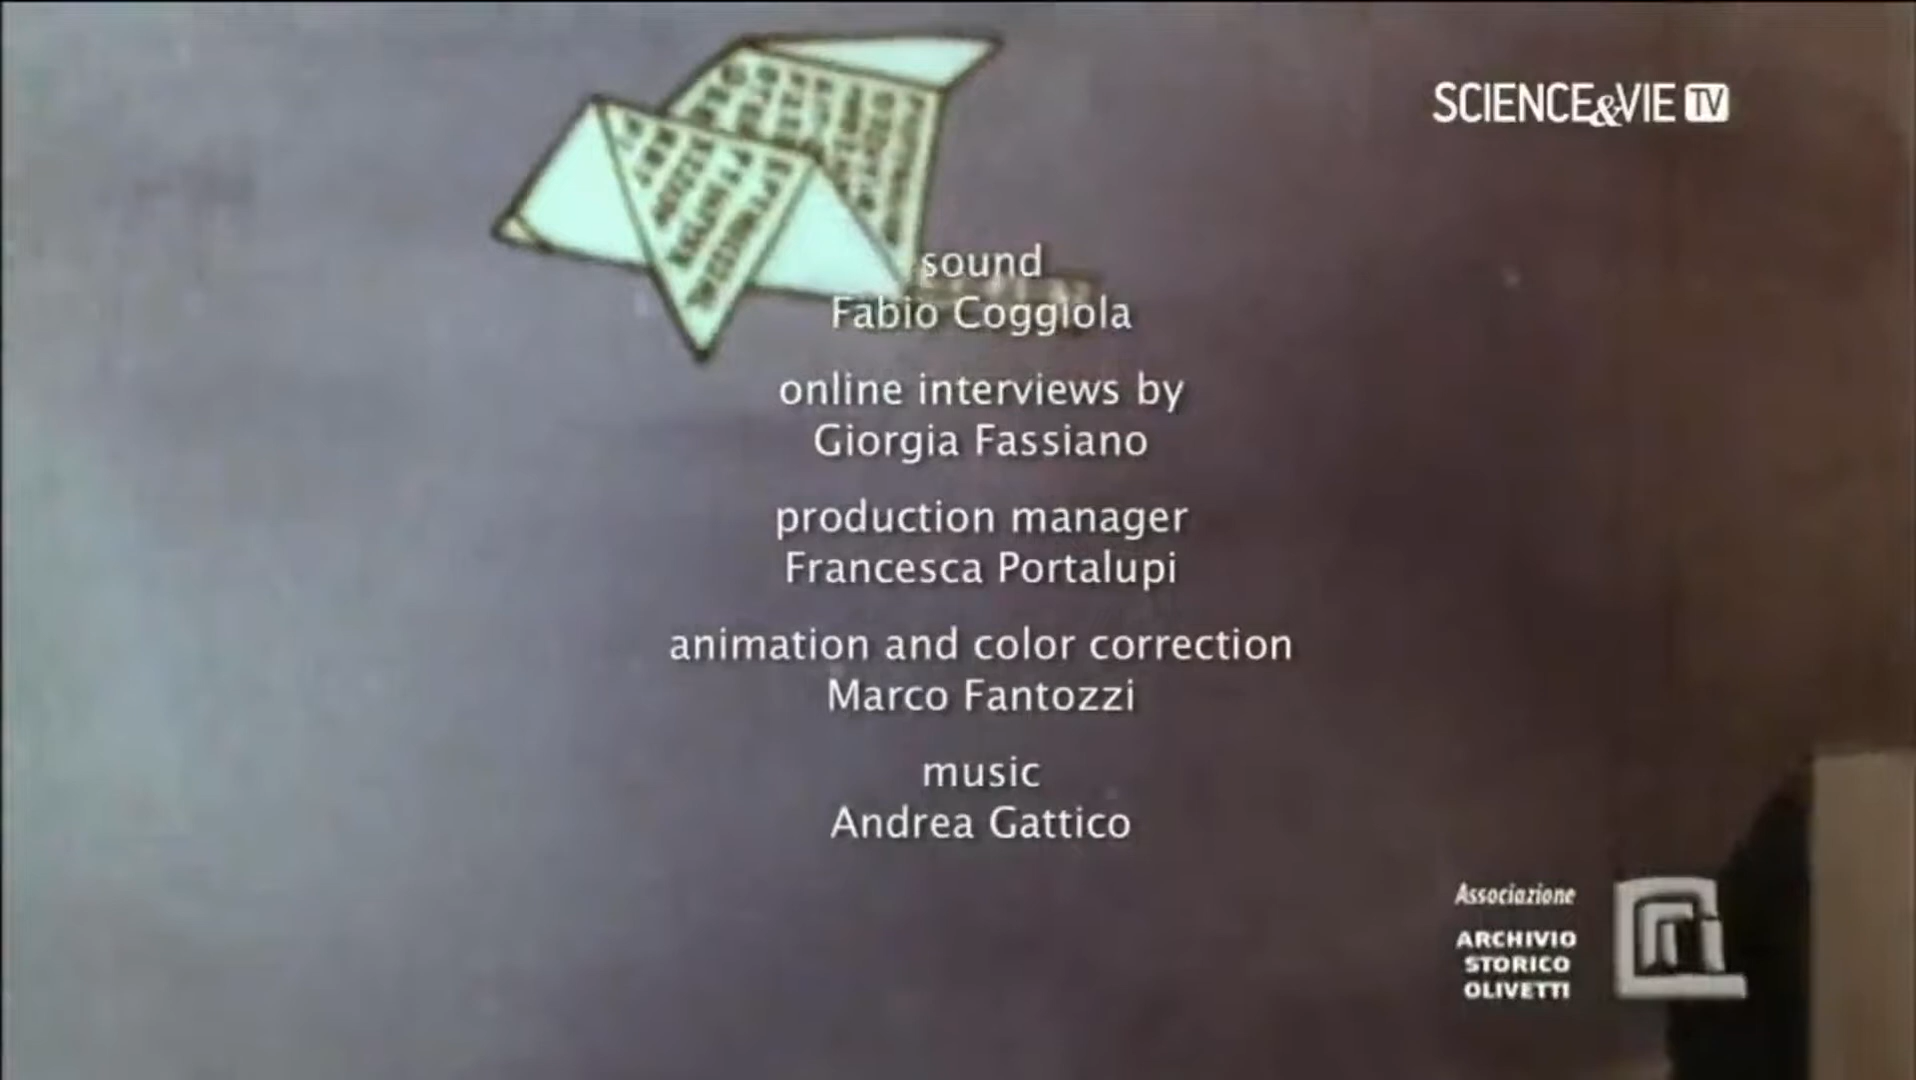 SCIENCE&VIE TV
sound
Fabio Coggiola
online interviews by
Giorgia Fassiano
production manager
Francesca Portalupi
animation and color correction
Marco Fantozzi
music
Andrea Gattico
Associazione
ARCHIVIO
STORICO
OLIVETTI